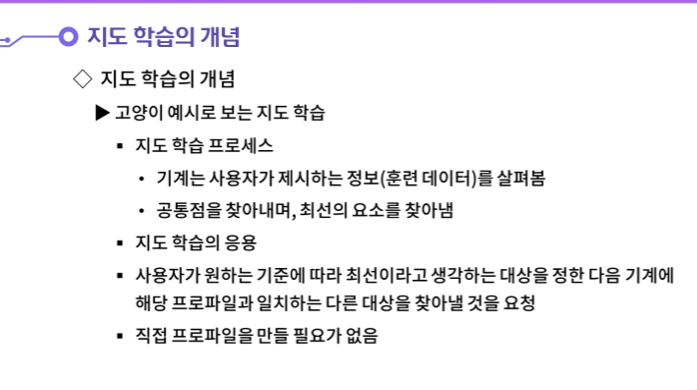 지도 학습의 개념
◇ 지도 학습의 개념
▶ 고양이 예시로 보는 지도 학습
▪ 지도 학습 프로세스
• 기계는 사용자가 제시하는 정보(훈련 데이터)를 살펴봄
• 공통점을 찾아내며, 최선의 요소를 찾아냄
▪ 지도 학습의 응용
▪ 사용자가 원하는 기준에 따라 최선이라고 생각하는 대상을 정한 다음 기계에
해당 프로파일과 일치하는 다른 대상을 찾아낼 것을 요청
▪ 직접 프로파일을 만들 필요가 없음